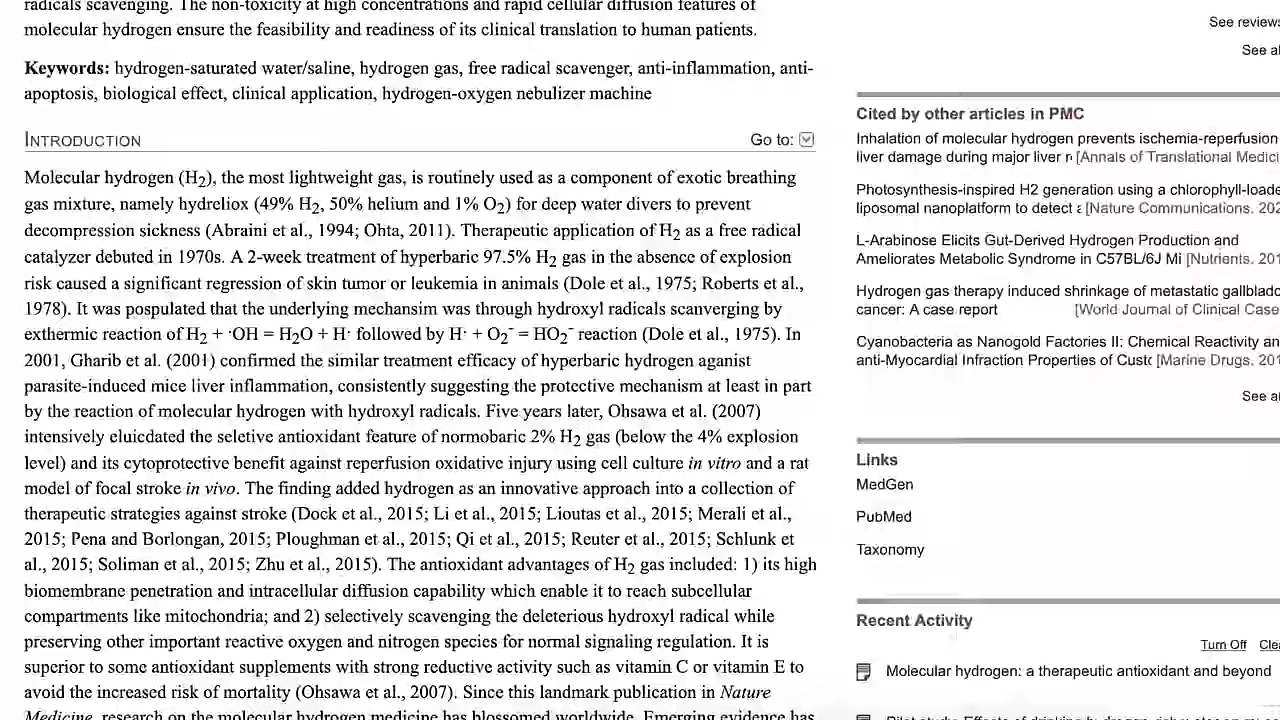 radicals scavenging. The non-toxicity at high concentrations and rapid cellular diffusion features of
molecular hydrogen ensure the feasibility and readiness of its clinical translation to human patients.
Keywords: hydrogen-saturated water/saline, hydrogen gas, free radical scavenger, anti-inflammation, anti-
apoptosis, biological effect, clinical application, hydrogen-oxygen nebulizer machine
INTRODUCTION
Go to:
Molecular hydrogen (H₂), the most lightweight gas, is routinely used as a component of exotic breathing
gas mixture, namely hydreliox (49% H₂, 50% helium and 1% O₂) for deep water divers to prevent
decompression sickness (Abraini et al., 1994; Ohta, 2011). Therapeutic application of H₂ as a free radical
catalyzer debuted in 1970s. A 2-week treatment of hyperbaric 97.5% H₂ gas in the absence of explosion
risk caused a significant regression of skin tumor or leukemia in animals (Dole et al., 1975; Roberts et al.,
1978). It was pospulated that the underlying mechansim was through hydroxyl radicals scanverging by
exthermic reaction of H₂ + ·OH = H₂O + H· followed by H· + O₂⁻ = HO₂⁻ reaction (Dole et al., 1975). In
2001, Gharib et al. (2001) confirmed the similar treatment efficacy of hyperbaric hydrogen aganist
parasite-induced mice liver inflammation, consistently suggesting the protective mechanism at least in part
by the reaction of molecular hydrogen with hydroxyl radicals. Five years later, Ohsawa et al. (2007)
intensively eluicdated the seletive antioxidant feature of normobaric 2% H₂ gas (below the 4% explosion
level) and its cytoprotective benefit against reperfusion oxidative injury using cell culture in vitro and a rat
model of focal stroke in vivo. The finding added hydrogen as an innovative approach into a collection of
therapeutic strategies against stroke (Dock et al., 2015; Li et al., 2015; Lioutas et al., 2015; Merali et al.,
2015; Pena and Borlongan, 2015; Ploughman et al., 2015; Qi et al., 2015; Reuter et al., 2015; Schlunk et
al., 2015; Soliman et al., 2015; Zhu et al., 2015). The antioxidant advantages of H₂ gas included: 1) its high
biomembrane penetration and intracellular diffusion capability which enable it to reach subcellular
compartments like mitochondria; and 2) selectively scavenging the deleterious hydroxyl radical while
preserving other important reactive oxygen and nitrogen species for normal signaling regulation. It is
superior to some antioxidant supplements with strong reductive activity such as vitamin C or vitamin E to
avoid the increased risk of mortality (Ohsawa et al., 2007). Since this landmark publication in Nature
Medicine, research on the molecular hydrogen medicine has blossomed worldwide. Emerging evidence has
See reviews
See al
Cited by other articles in PMC
Inhalation of molecular hydrogen prevents ischemia-reperfusion
liver damage during major liver r [Annals of Translational Medici
Photosynthesis-inspired H2 generation using a chlorophyll-loade
liposomal nanoplatform to detect [Nature Communications. 202
L-Arabinose Elicits Gut-Derived Hydrogen Production and
Ameliorates Metabolic Syndrome in C57BL/6J Mi [Nutrients. 201
Hydrogen gas therapy induced shrinkage of metastatic gallbladd
cancer: A case report [World Journal of Clinical Case
Cyanobacteria as Nanogold Factories II: Chemical Reactivity an
anti-Myocardial Infraction Properties of Custo [Marine Drugs. 201
See al
Links
MedGen
PubMed
Taxonomy
Recent Activity
Turn Off Clea
Molecular hydrogen: a therapeutic antioxidant and beyond